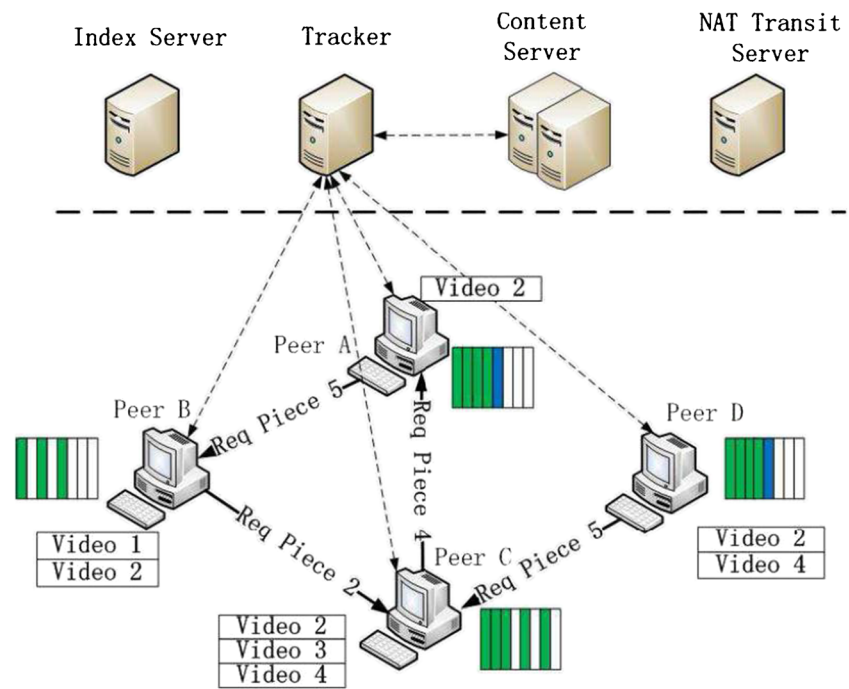 Index Server
Tracker
Content
Server
NAT Transit
Server
Video 2
Peer A
Peer B
Req Piece 5
Req Piece 4
Peer D
Video 1
Video 2
Req Piece 2
Peer C
Req Piece 5
Video 2
Video 4
Video 2
Video 3
Video 4